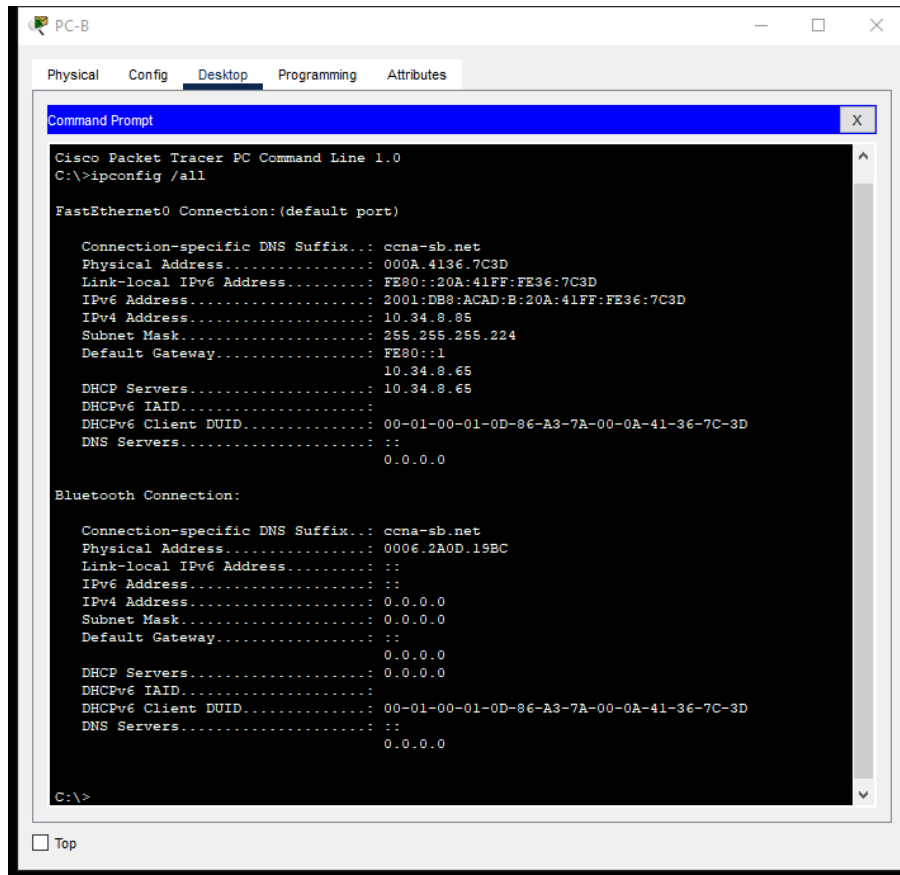 PC-B
Physical Config Desktop Programming Attributes
Command Prompt
X
Cisco Packet Tracer PC Command Line 1.0
C:\>ipconfig /all
FastEthernet0 Connection:(default port)
Connection-specific DNS Suffix..: ccna-sb.net
Physical Address................: 000A.4136.7C3D
Link-local IPv6 Address.........: FE80::20A:41FF:FE36:7C3D
IPv6 Address....................: 2001:DB8:ACAD:B:20A:41FF:FE36:7C3D
IPv4 Address....................: 10.34.8.85
Subnet Mask.....................: 255.255.255.224
Default Gateway.................: FE80::1
10.34.8.65
DHCP Servers....................: 10.34.8.65
DHCPv6 IAID.....................:
DHCPv6 Client DUID..............: 00-01-00-01-0D-86-A3-7A-00-0A-41-36-7C-3D
DNS Servers.....................: ::
0.0.0.0
Bluetooth Connection:
Connection-specific DNS Suffix..: ccna-sb.net
Physical Address................: 0006.2A0D.19BC
Link-local IPv6 Address.........: ::
IPv6 Address....................: ::
IPv4 Address....................: 0.0.0.0
Subnet Mask.....................: 0.0.0.0
Default Gateway.................: ::
0.0.0.0
DHCP Servers....................: 0.0.0.0
DHCPv6 IAID.....................:
DHCPv6 Client DUID..............: 00-01-00-01-0D-86-A3-7A-00-0A-41-36-7C-3D
DNS Servers.....................: ::
0.0.0.0
C:\>
Top